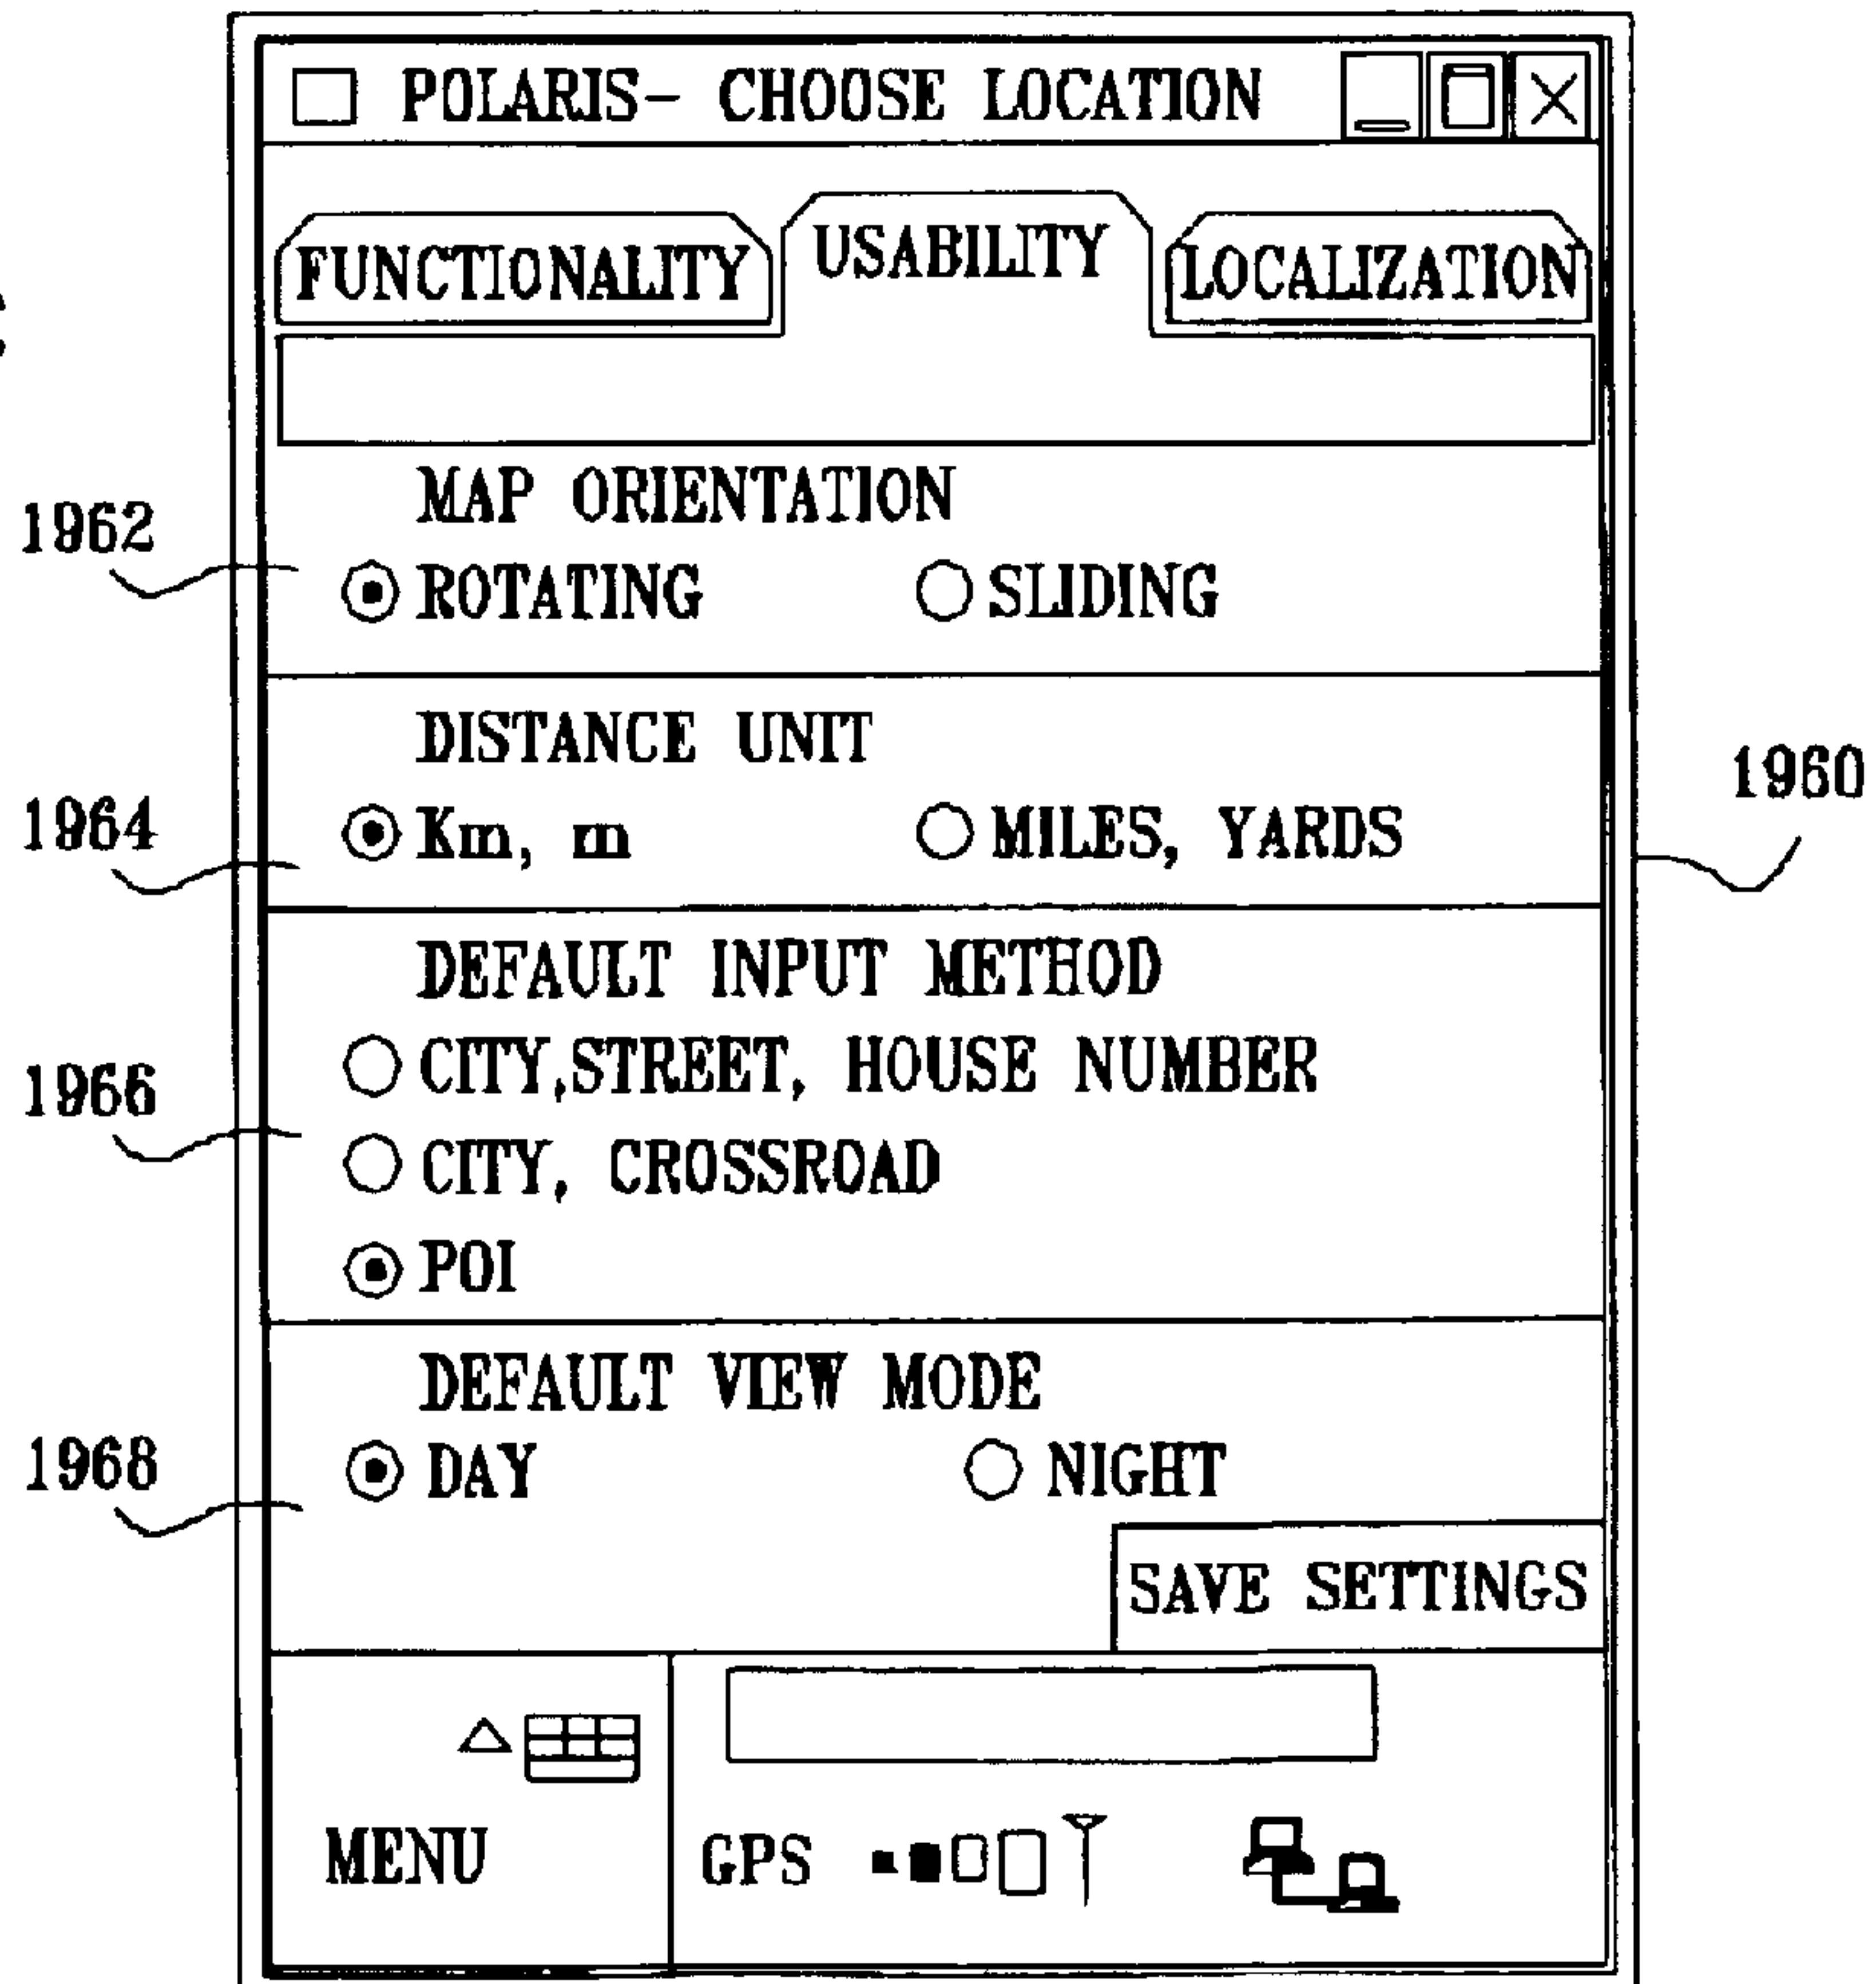 POLARIS- CHOOSE LOCATION
FUNCTIONALITY USABILITY LOCALIZATION
MAP ORIENTATION
1962
ROTATING SLIDING
DISTANCE UNIT
1960
1964
Km, m MILES, YARDS
DEFAULT INPUT METHOD
CITY,STREET, HOUSE NUMBER
1966
CITY, CROSSROAD
POI
DEFAULT VIEW MODE
1968
DAY NIGHT
SAVE SETTINGS
MENU GPS